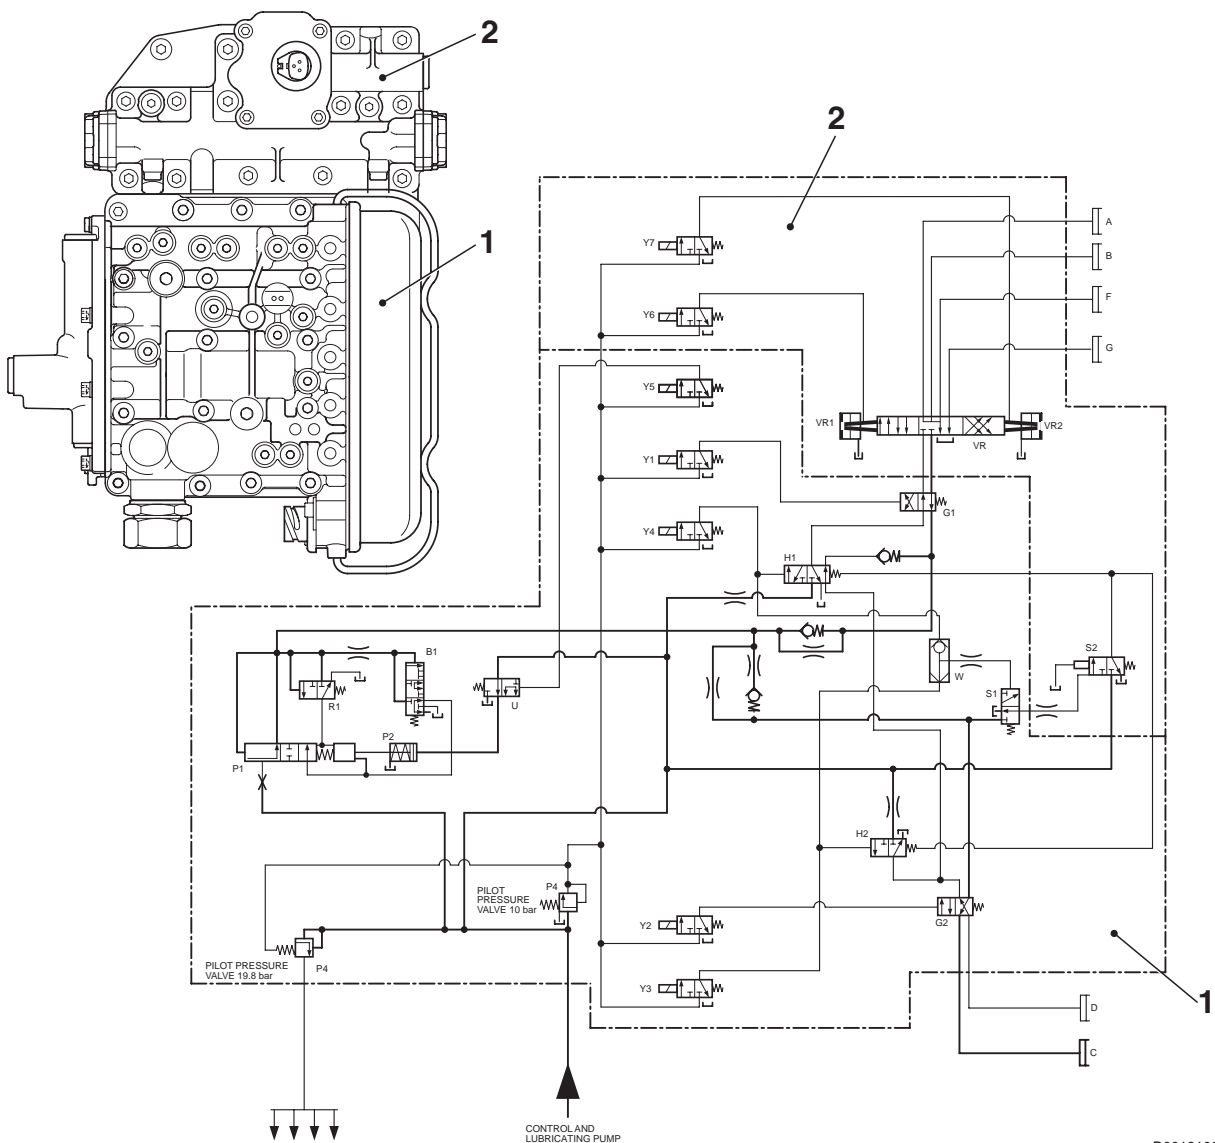 2
2
1
A
B
F
G
Y7
Y6
Y5
Y1
Y4
VR1
VR
VR2
G1
H1
B1
R1
U
W
S2
S1
P1
P2
H2
G2
PILOT
PRESSURE
VALVE 10 bar
P4
PILOT PRESSURE
VALVE 19.8 bar
P4
Y2
Y3
1
D
C
CONTROL AND
LUBRICATING PUMP